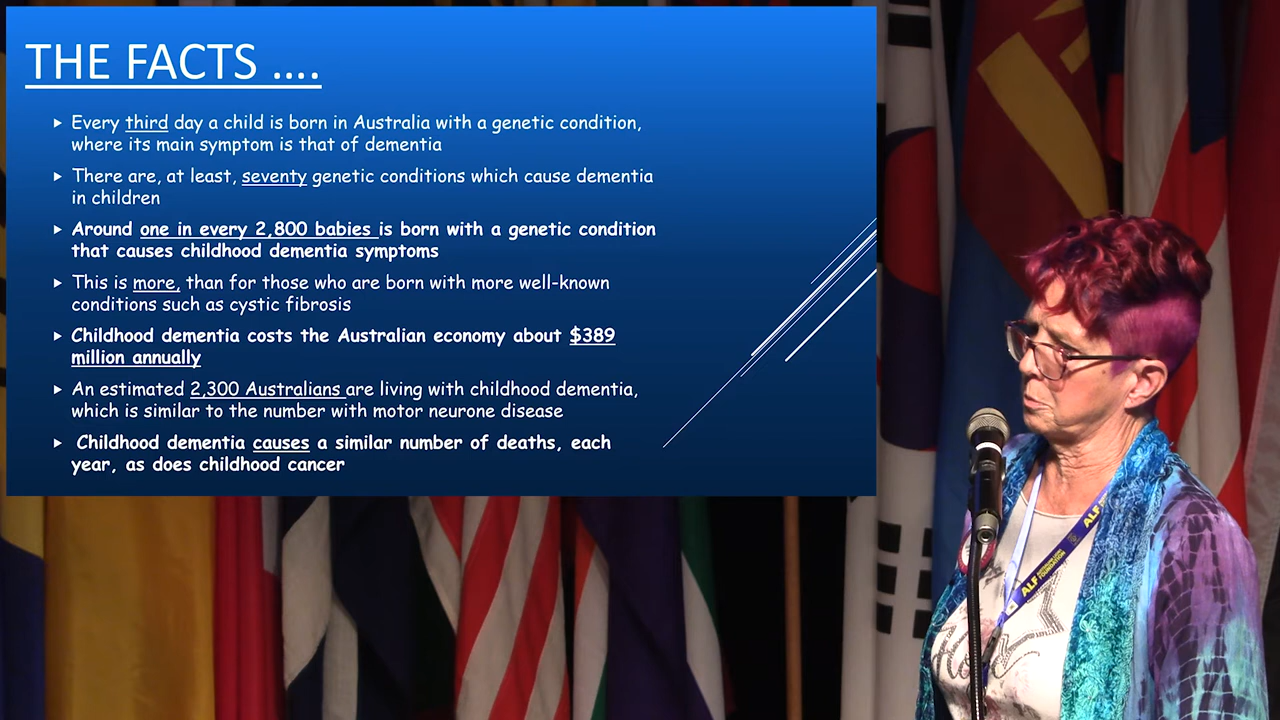 THE FACTS ....
Every third day a child is born in Australia with a genetic condition,
where its main symptom is that of dementia
There are, at least, seventy genetic conditions which cause dementia
in children
Around one in every 2,800 babies is born with a genetic condition
that causes childhood dementia symptoms
This is more, than for those who are born with more well-known
conditions such as cystic fibrosis
Childhood dementia costs the Australian economy about $389
million annually
An estimated 2,300 Australians are living with childhood dementia,
which is similar to the number with motor neurone disease
Childhood dementia causes a similar number of deaths, each
year, as does childhood cancer
ALF
ALF AUSTRALIAN LIONS
FOUNDATION